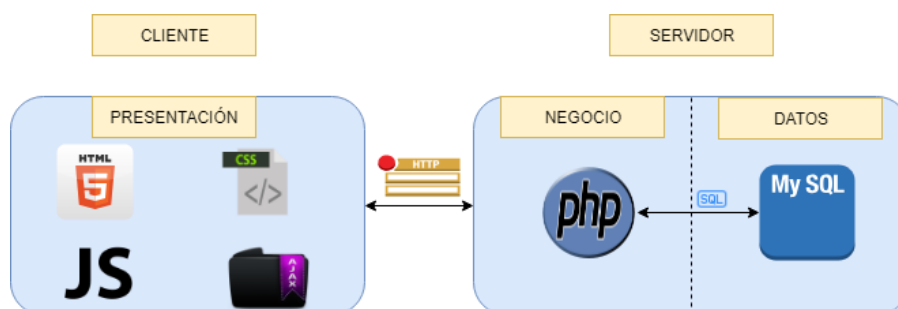 CLIENTE
SERVIDOR
PRESENTACIÓN
NEGOCIO
DATOS
HTML
5
CSS
</>
HTTP
php
SQL
My SQL
JS
AJAX